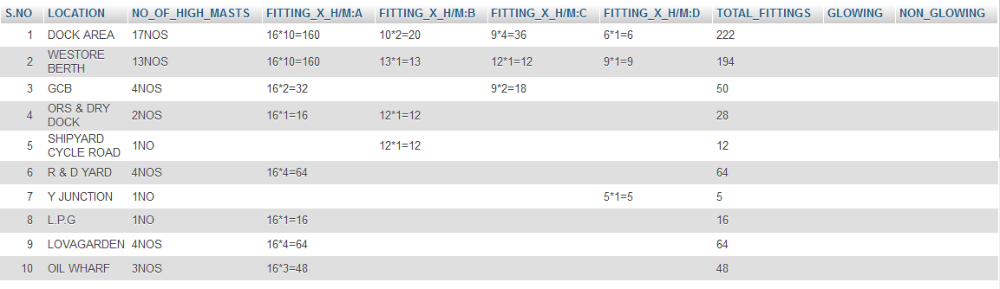 S.NO LOCATION NO_OF_HIGH_MASTS FITTING_X_H/M:A FITTING_X_H/M:B FITTING_X_H/M:C FITTING_X_H/M:D TOTAL_FITTINGS GLOWING NON_GLOWING
1 DOCK AREA 17NOS 16*10=160 10*2=20 9*4=36 6*1=6 222
2 WESTORE BERTH 13NOS 16*10=160 13*1=13 12*1=12 9*1=9 194
3 GCB 4NOS 16*2=32 9*2=18 50
4 ORS & DRY DOCK 2NOS 16*1=16 12*1=12 28
5 SHIPYARD CYCLE ROAD 1NO 12*1=12 12
6 R & D YARD 4NOS 16*4=64 64
7 Y JUNCTION 1NO 5*1=5 5
8 L.P.G 1NO 16*1=16 16
9 LOVAGARDEN 4NOS 16*4=64 64
10 OIL WHARF 3NOS 16*3=48 48